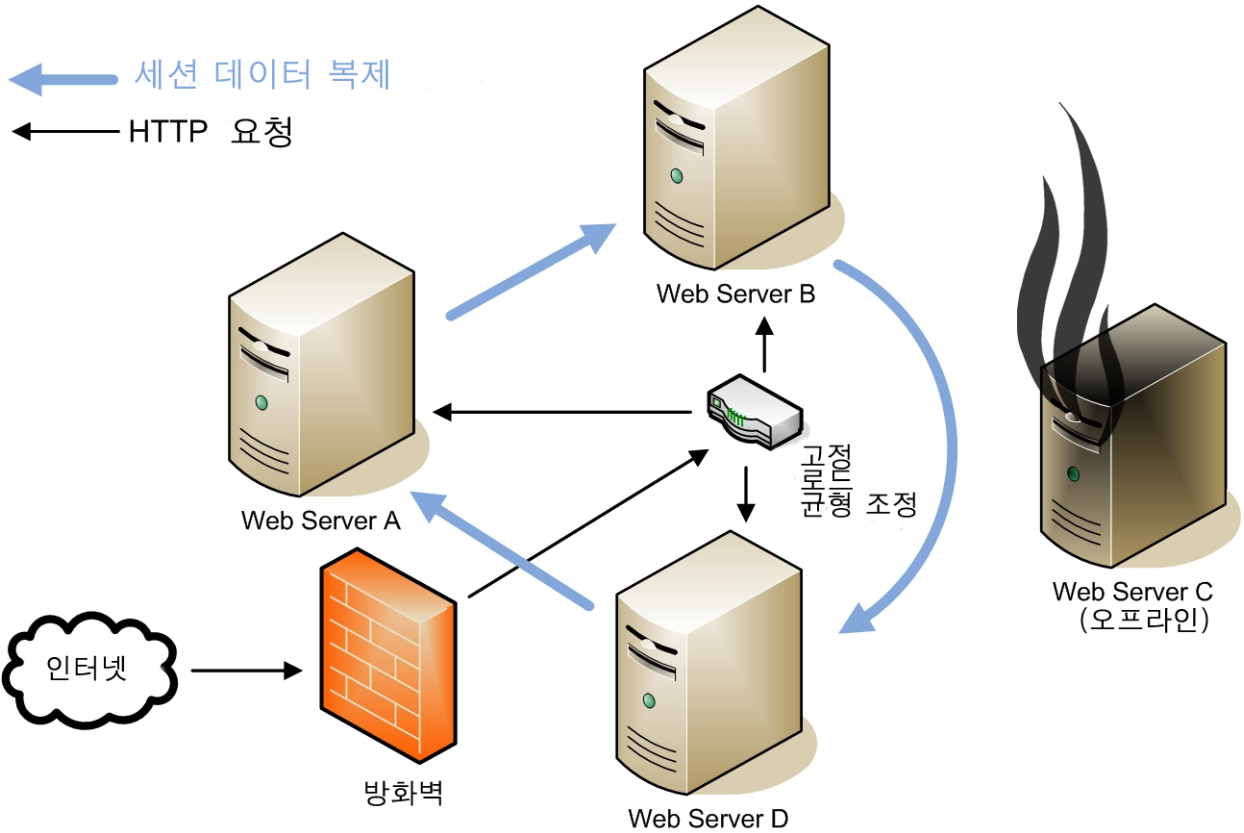 세션 데이터 복제
HTTP 요청
Web Server B
Web Server A
고정
로드
균형 조정
Web Server C
(오프라인)
인터넷
방화벽
Web Server D